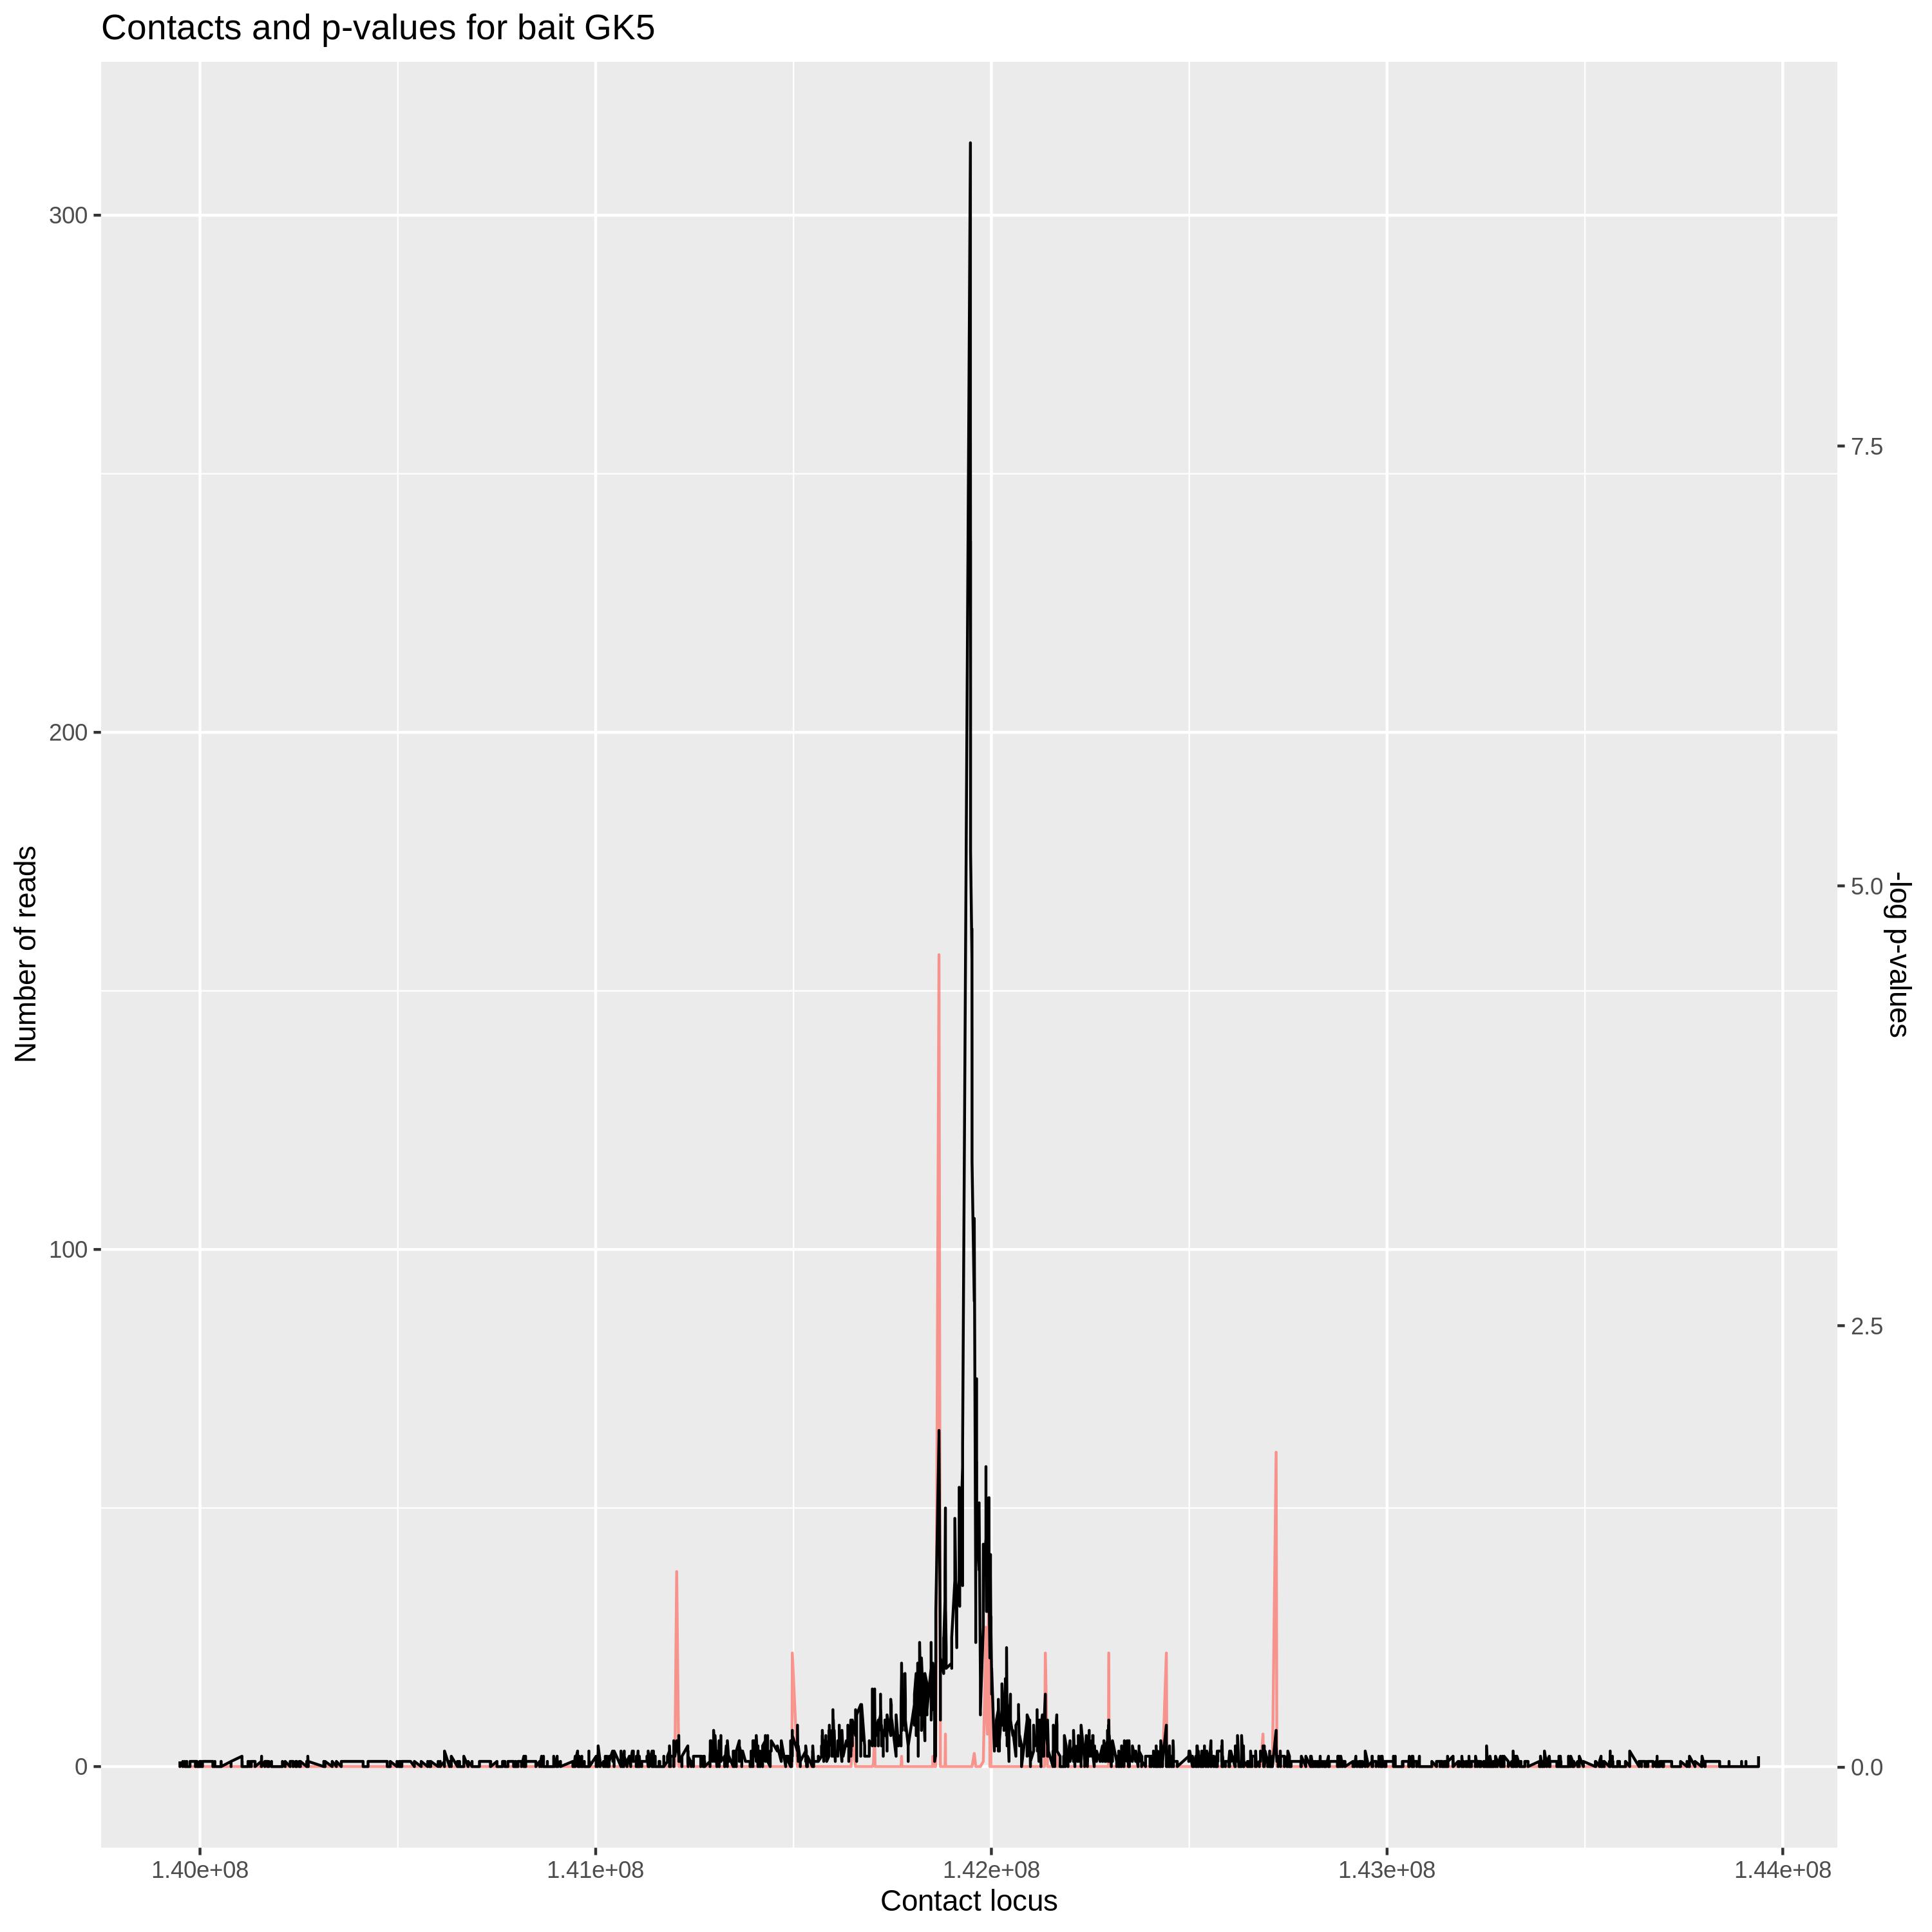 Contacts and p-values for bait GK5
300
200
100
0
Number of reads
7.5
5.0
2.5
0.0
-log p-values
1.40e+08
1.41e+08
1.42e+08
1.43e+08
1.44e+08
Contact locus